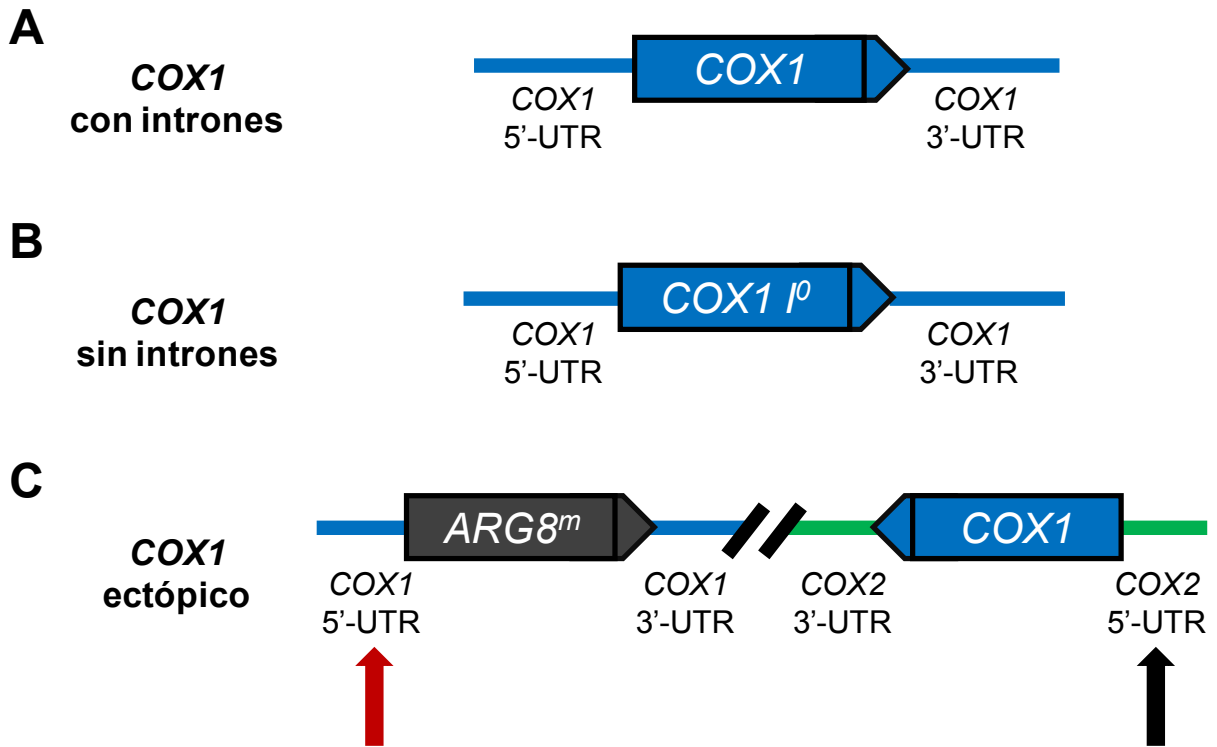 A
COX1
con intrones
COX1
COX1
5’-UTR
COX1
3’-UTR
B
COX1
sin intrones
COX1 I⁰
COX1
5’-UTR
COX1
3’-UTR
C
COX1
ectópico
ARG8ᵐ
COX1
COX1
5’-UTR
COX1
3’-UTR
COX2
3’-UTR
COX2
5’-UTR